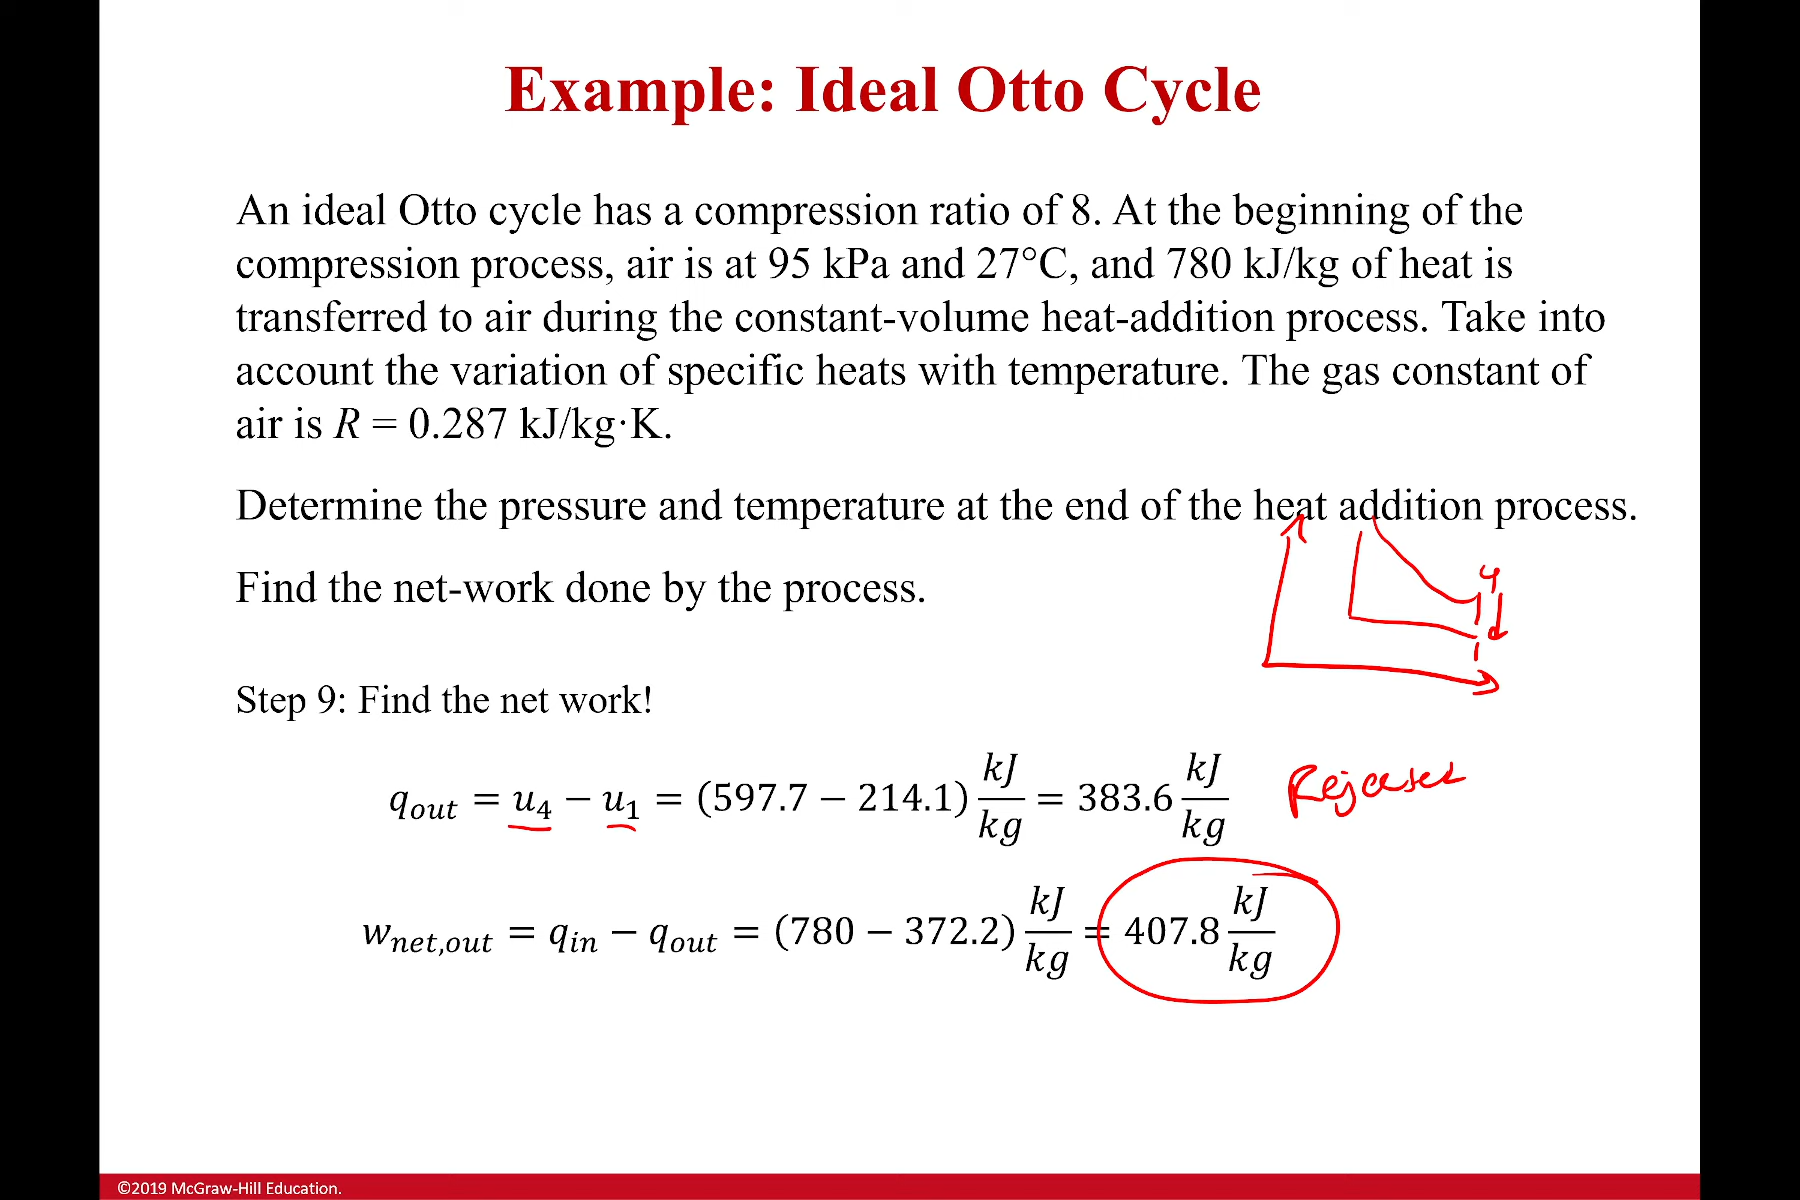 Example: Ideal Otto Cycle
An ideal Otto cycle has a compression ratio of 8. At the beginning of the
compression process, air is at 95 kPa and 27°C, and 780 kJ/kg of heat is
transferred to air during the constant-volume heat-addition process. Take into
account the variation of specific heats with temperature. The gas constant of
air is R = 0.287 kJ/kg·K.
Determine the pressure and temperature at the end of the heat addition process.
Find the net-work done by the process.
4
1
Step 9: Find the net work!
q_out = u_4 − u_1 = (597.7 − 214.1) kJ/kg = 383.6 kJ/kg
w_net,out = q_in − q_out = (780 − 372.2) kJ/kg = 407.8 kJ/kg
©2019 McGraw-Hill Education.